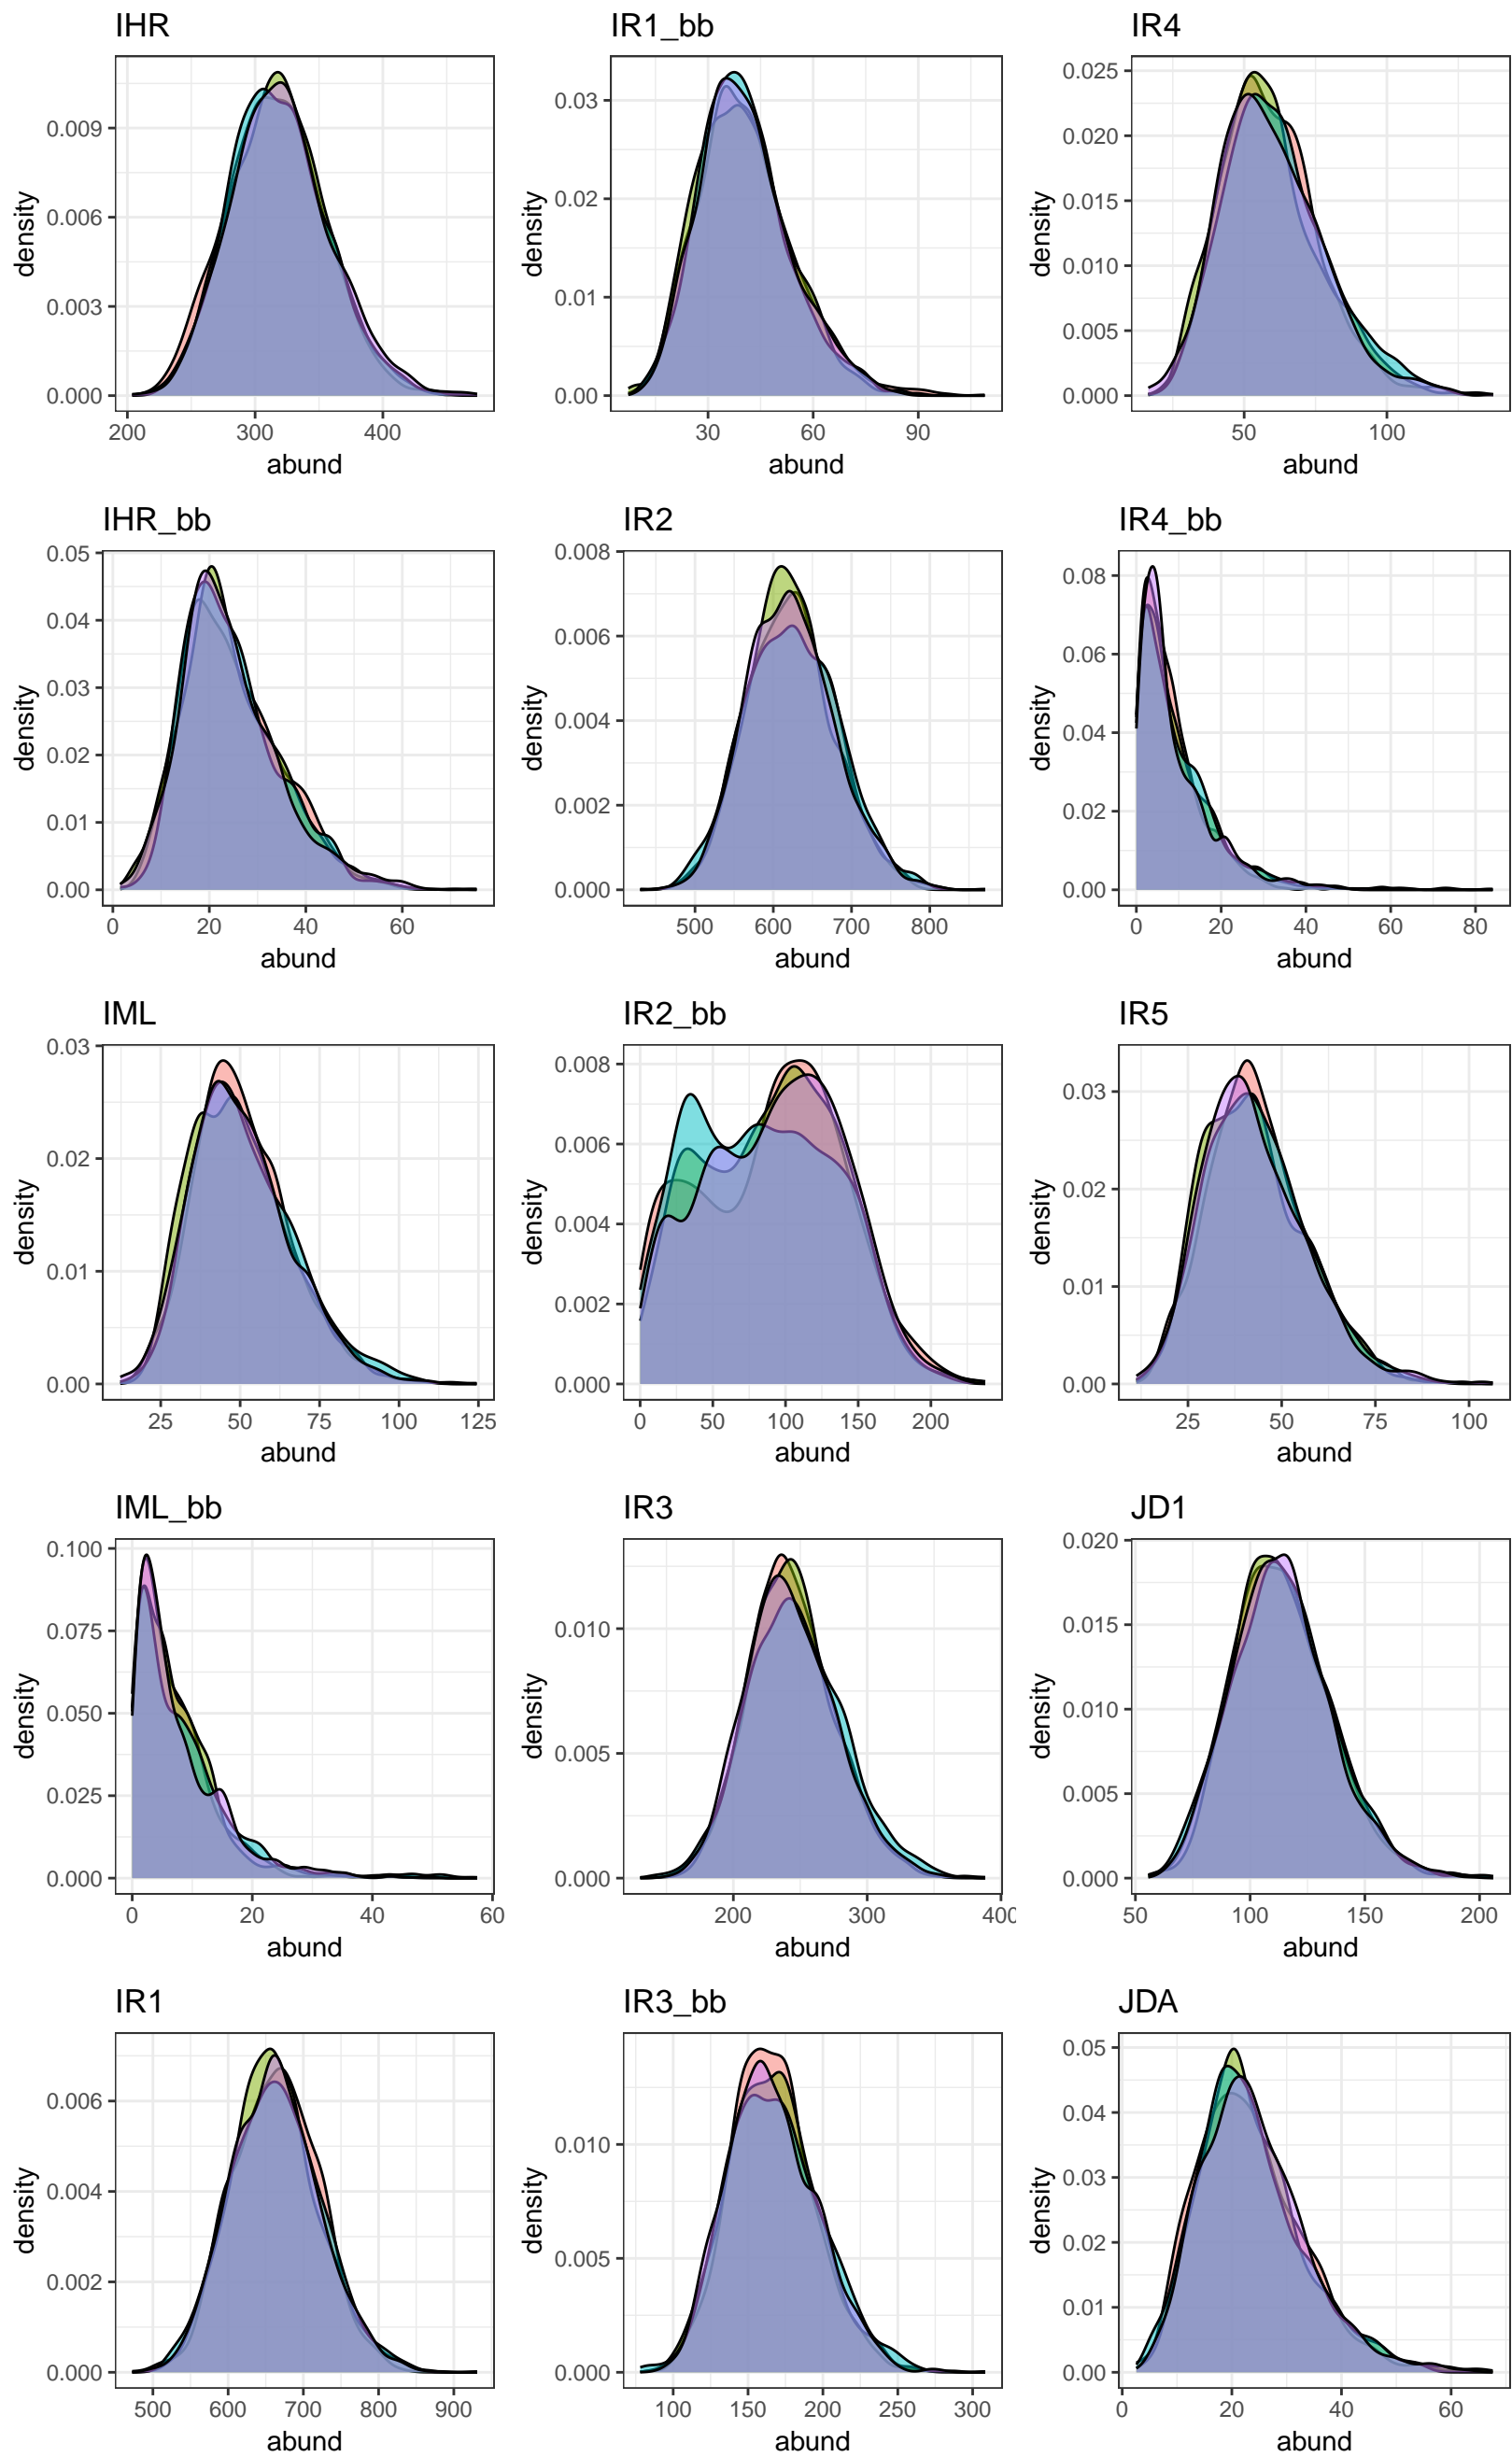 IHR
IR1_bb
IR4
density
0.009
0.006
0.003
0.000
200 300 400
abund
density
0.03
0.02
0.01
0.00
30 60 90
abund
density
0.025
0.020
0.015
0.010
0.005
0.000
50 100
abund
IHR_bb
IR2
IR4_bb
density
0.05
0.04
0.03
0.02
0.01
0.00
0 20 40 60
abund
density
0.008
0.006
0.004
0.002
0.000
500 600 700 800
abund
density
0.08
0.06
0.04
0.02
0.00
0 20 40 60 80
abund
IML
IR2_bb
IR5
density
0.03
0.02
0.01
0.00
25 50 75 100 125
abund
density
0.008
0.006
0.004
0.002
0.000
0 50 100 150 200
abund
density
0.03
0.02
0.01
0.00
25 50 75 100
abund
IML_bb
IR3
JD1
density
0.100
0.075
0.050
0.025
0.000
0 20 40 60
abund
density
0.010
0.005
0.000
200 300 400
abund
density
0.020
0.015
0.010
0.005
0.000
50 100 150 200
abund
IR1
IR3_bb
JDA
density
0.006
0.004
0.002
0.000
500 600 700 800 900
abund
density
0.010
0.005
0.000
100 150 200 250 300
abund
density
0.05
0.04
0.03
0.02
0.01
0.00
0 20 40 60
abund